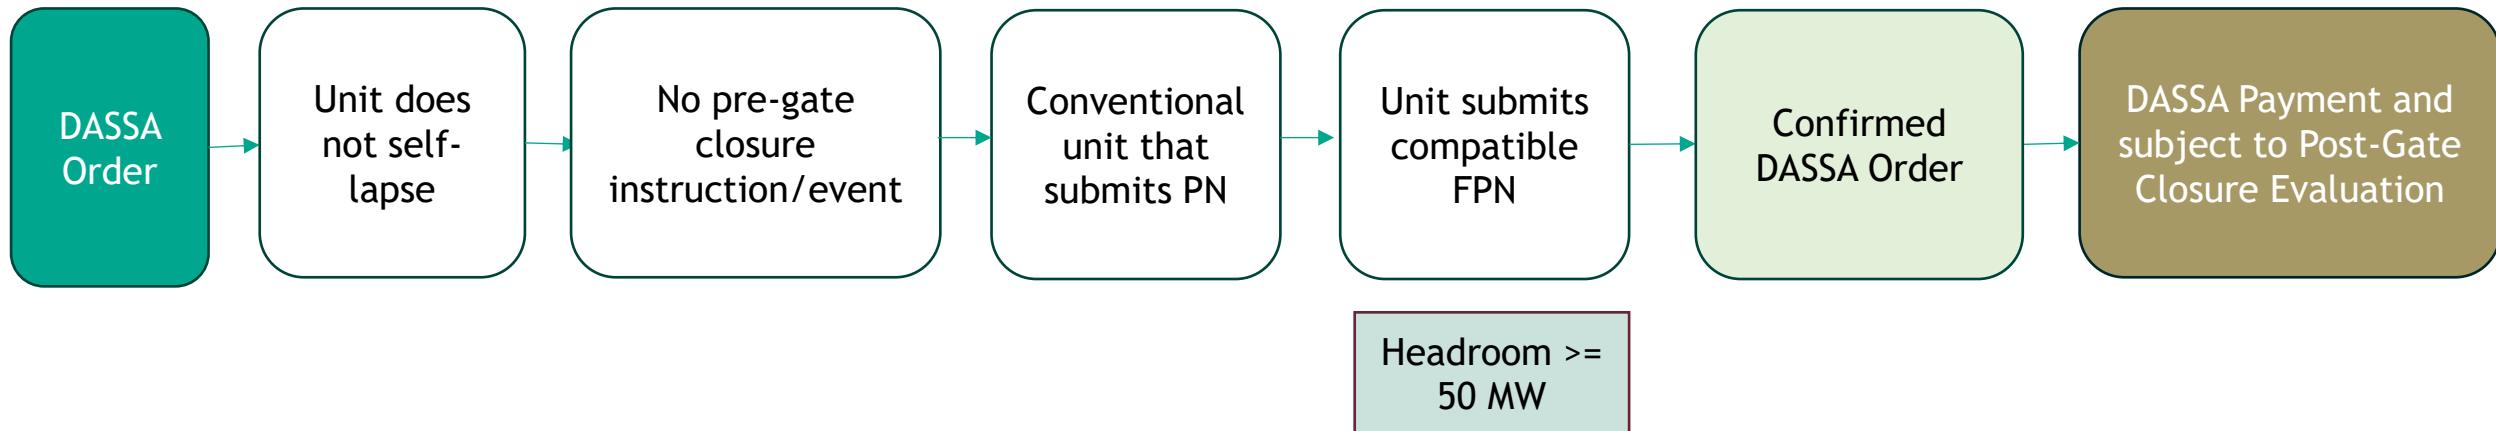 DASSA
Order
Unit does
not self-
lapse
No pre-gate
closure
instruction/event
Conventional
unit that
submits PN
Unit submits
compatible
FPN
Confirmed
DASSA Order
DASSA Payment and
subject to Post-Gate
Closure Evaluation
Headroom >=
50 MW